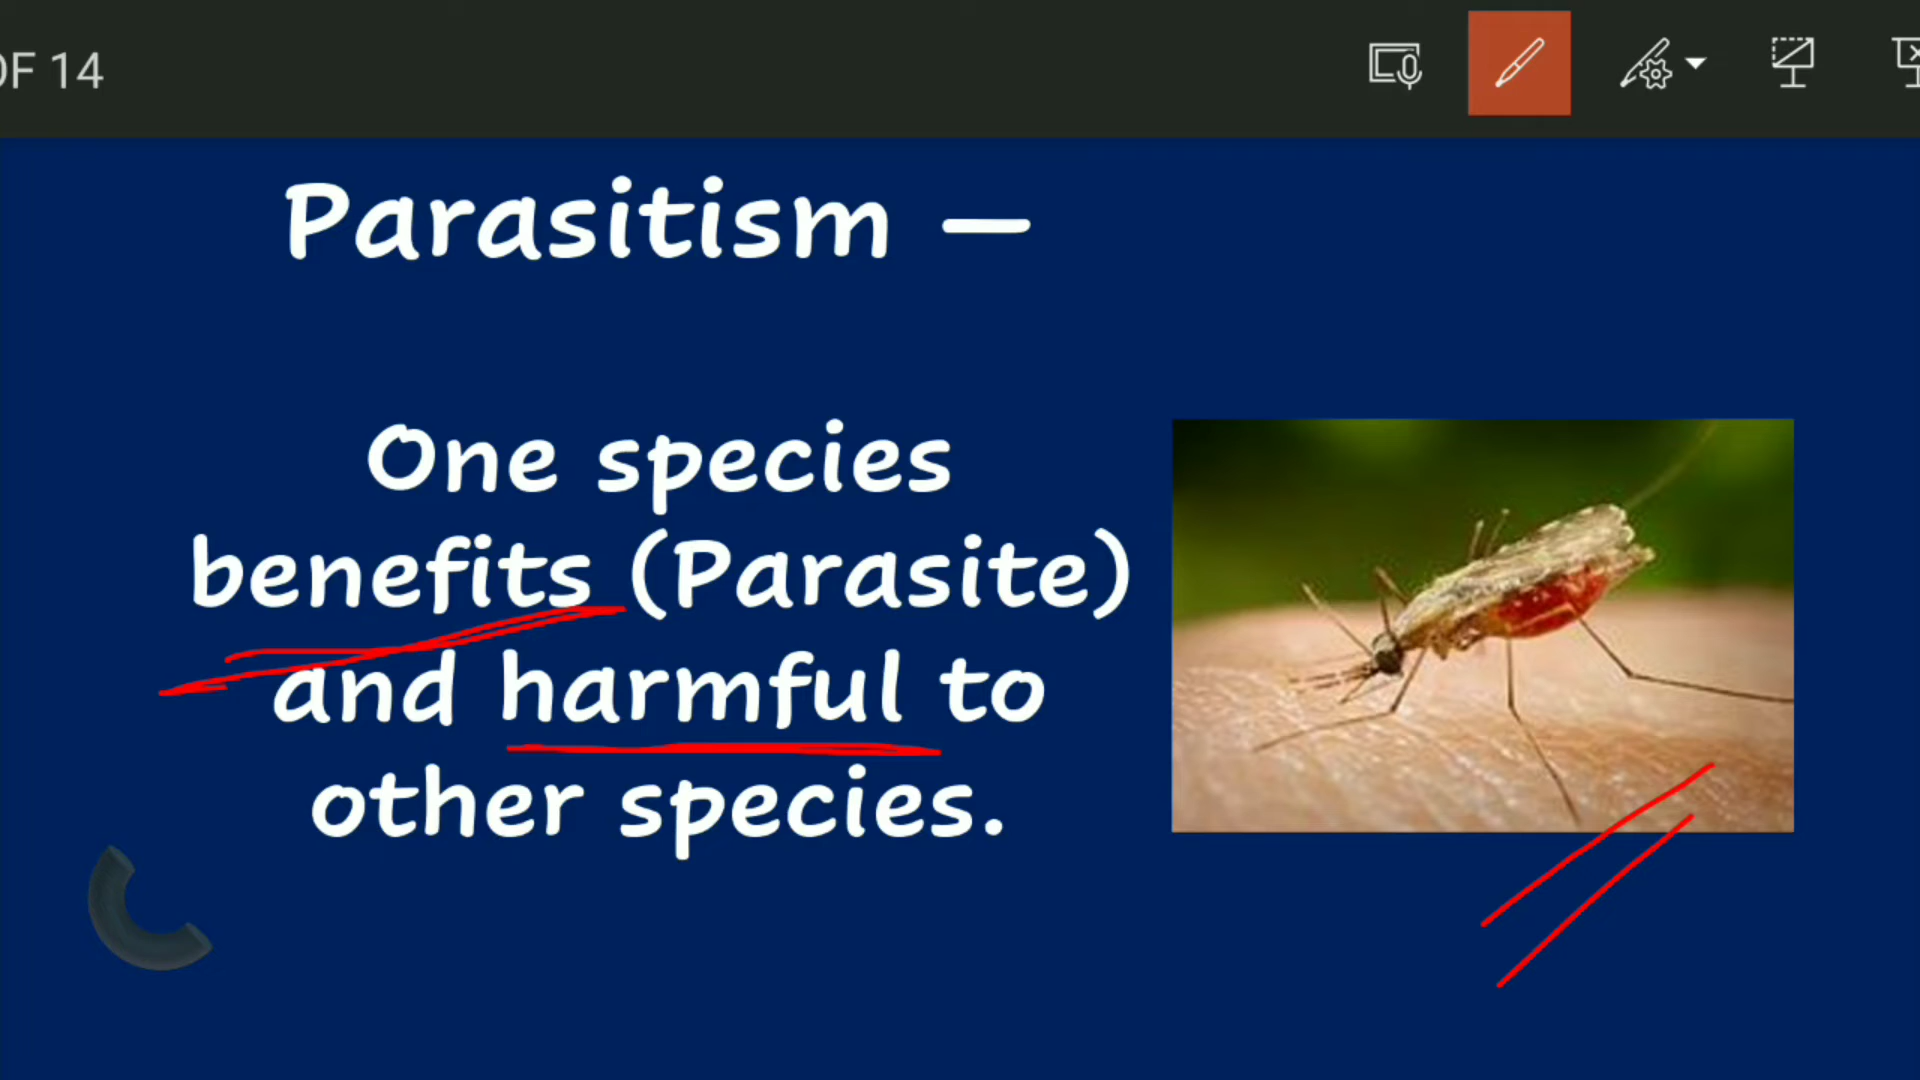 OF 14
Parasitism –
One species
benefits (Parasite)
and harmful to
other species.